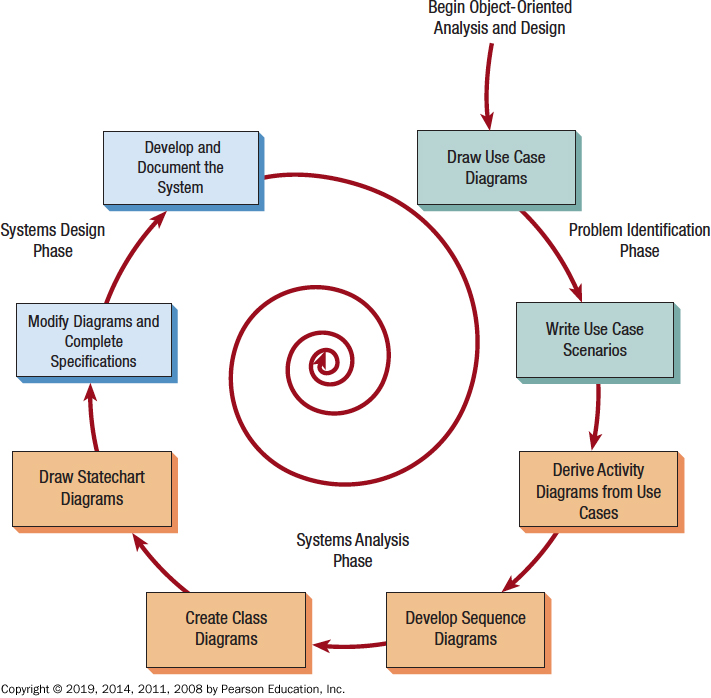 Begin Object-Oriented
Analysis and Design
Draw Use Case
Diagrams
Problem Identification
Phase
Write Use Case
Scenarios
Derive Activity
Diagrams from Use
Cases
Develop Sequence
Diagrams
Systems Analysis
Phase
Create Class
Diagrams
Draw Statechart
Diagrams
Modify Diagrams and
Complete
Specifications
Systems Design
Phase
Develop and
Document the
System
Copyright © 2019, 2014, 2011, 2008 by Pearson Education, Inc.